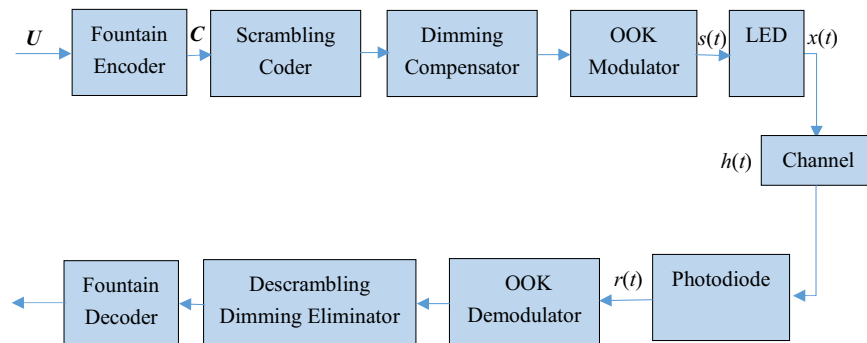 U
Fountain
Encoder
C
Scrambling
Coder
Dimming
Compensator
OOK
Modulator
s(t)
LED
x(t)
h(t)
Channel
Fountain
Decoder
Descrambling
Dimming Eliminator
OOK
Demodulator
r(t)
Photodiode